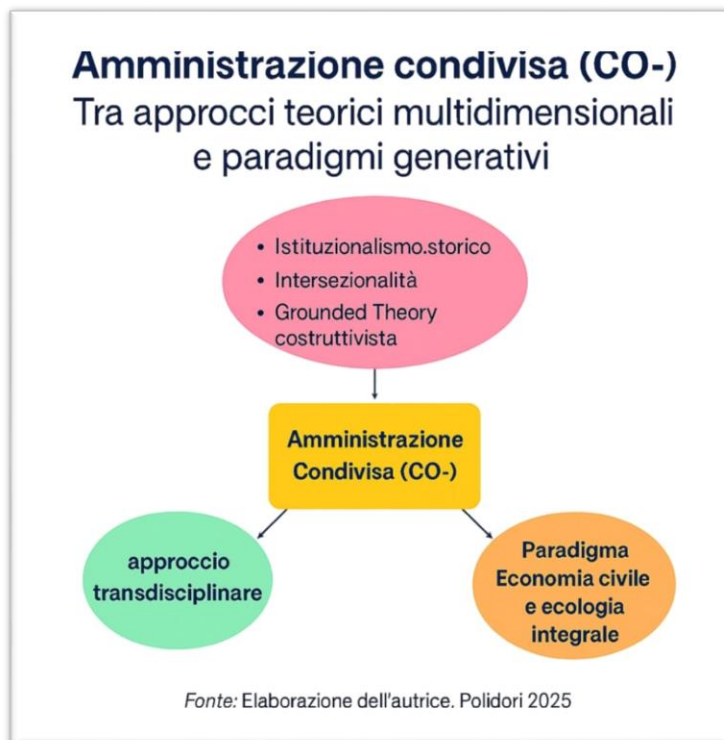 Amministrazione condivisa (CO-)
Tra approcci teorici multidimensionali
e paradigmi generativi
• Istituzionalismo.storico
• Intersezionalità
• Grounded Theory
costruttivista
Amministrazione
Condivisa (CO-)
approccio
transdisciplinare
Paradigma
Economia civile
e ecologia
integrale
Fonte: Elaborazione dell'autrice. Polidori 2025